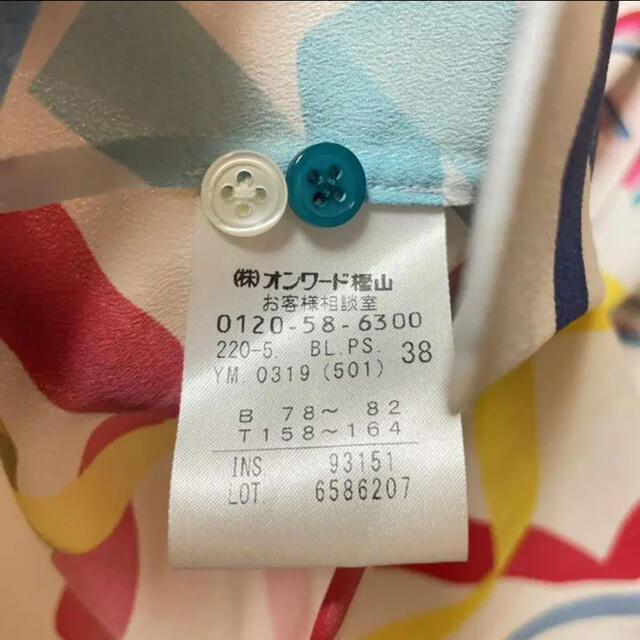 (株)オンワード樫山
お客様相談室
0120-58-6300
220-5. BL.PS. 38
YM. 0319 (501)
B 78～ 82
T158～164
INS. 93151
LOT. 6586207